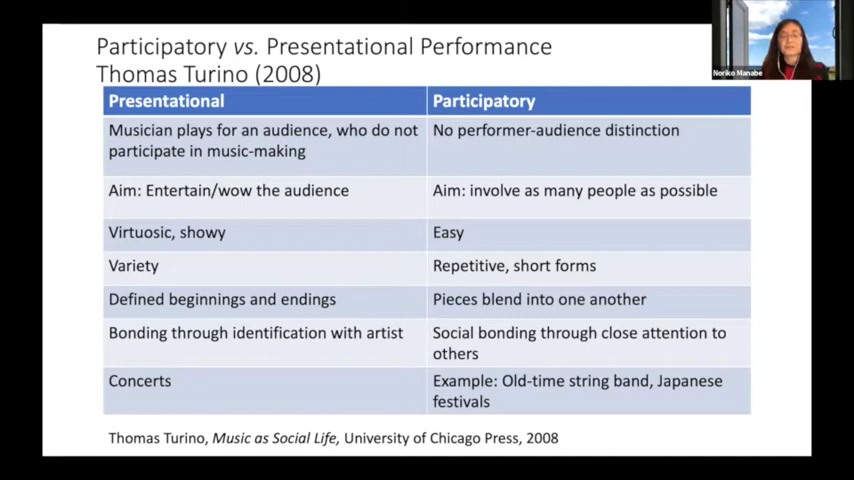 Participatory vs. Presentational Performance
Thomas Turino (2008)
Noriko Manabe
Presentational
Participatory
Musician plays for an audience, who do not
participate in music-making
No performer-audience distinction
Aim: Entertain/wow the audience
Aim: involve as many people as possible
Virtuosic, showy
Easy
Variety
Repetitive, short forms
Defined beginnings and endings
Pieces blend into one another
Bonding through identification with artist
Social bonding through close attention to
others
Concerts
Example: Old-time string band, Japanese
festivals
Thomas Turino, Music as Social Life, University of Chicago Press, 2008